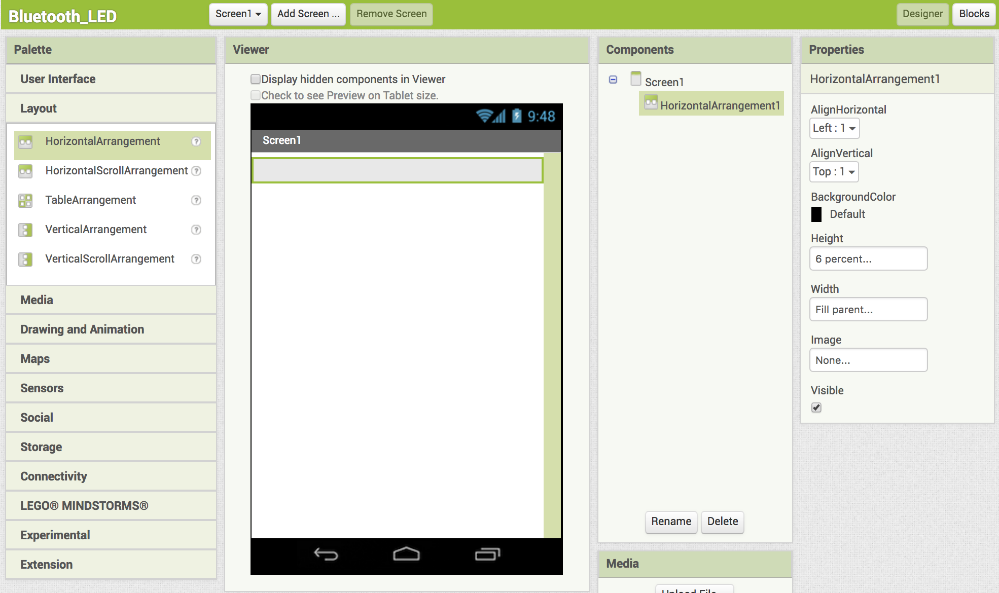 Bluetooth_LED
Screen1
Add Screen ...
Remove Screen
Designer
Blocks
Palette
User Interface
Layout
HorizontalArrangement
?
HorizontalScrollArrangement
?
TableArrangement
?
VerticalArrangement
?
VerticalScrollArrangement
?
Media
Drawing and Animation
Maps
Sensors
Social
Storage
Connectivity
LEGO® MINDSTORMS®
Experimental
Extension
Viewer
Display hidden components in Viewer
Check to see Preview on Tablet size.
9:48
Screen1
Components
Screen1
HorizontalArrangement1
Rename
Delete
Media
Upload File ...
Properties
HorizontalArrangement1
AlignHorizontal
Left : 1
AlignVertical
Top : 1
BackgroundColor
Default
Height
6 percent...
Width
Fill parent...
Image
None...
Visible